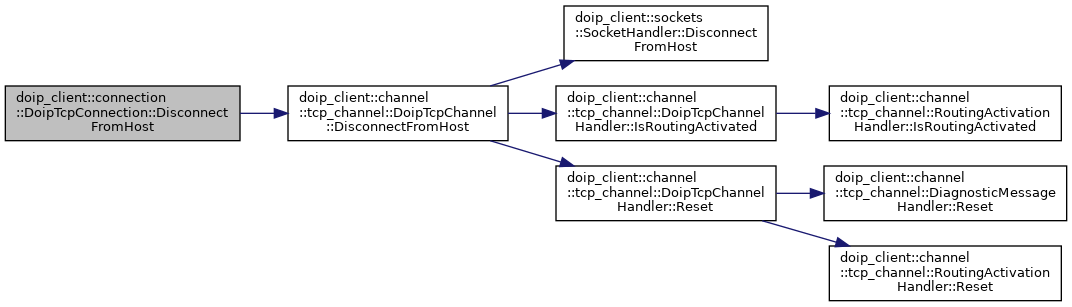 doip_client::sockets
::SocketHandler::Disconnect
FromHost
doip_client::connection
::DoipTcpConnection::Disconnect
FromHost
doip_client::channel
::tcp_channel::DoipTcpChannel
::DisconnectFromHost
doip_client::channel
::tcp_channel::DoipTcpChannel
Handler::IsRoutingActivated
doip_client::channel
::tcp_channel::RoutingActivation
Handler::IsRoutingActivated
doip_client::channel
::tcp_channel::DoipTcpChannel
Handler::Reset
doip_client::channel
::tcp_channel::DiagnosticMessage
Handler::Reset
doip_client::channel
::tcp_channel::RoutingActivation
Handler::Reset